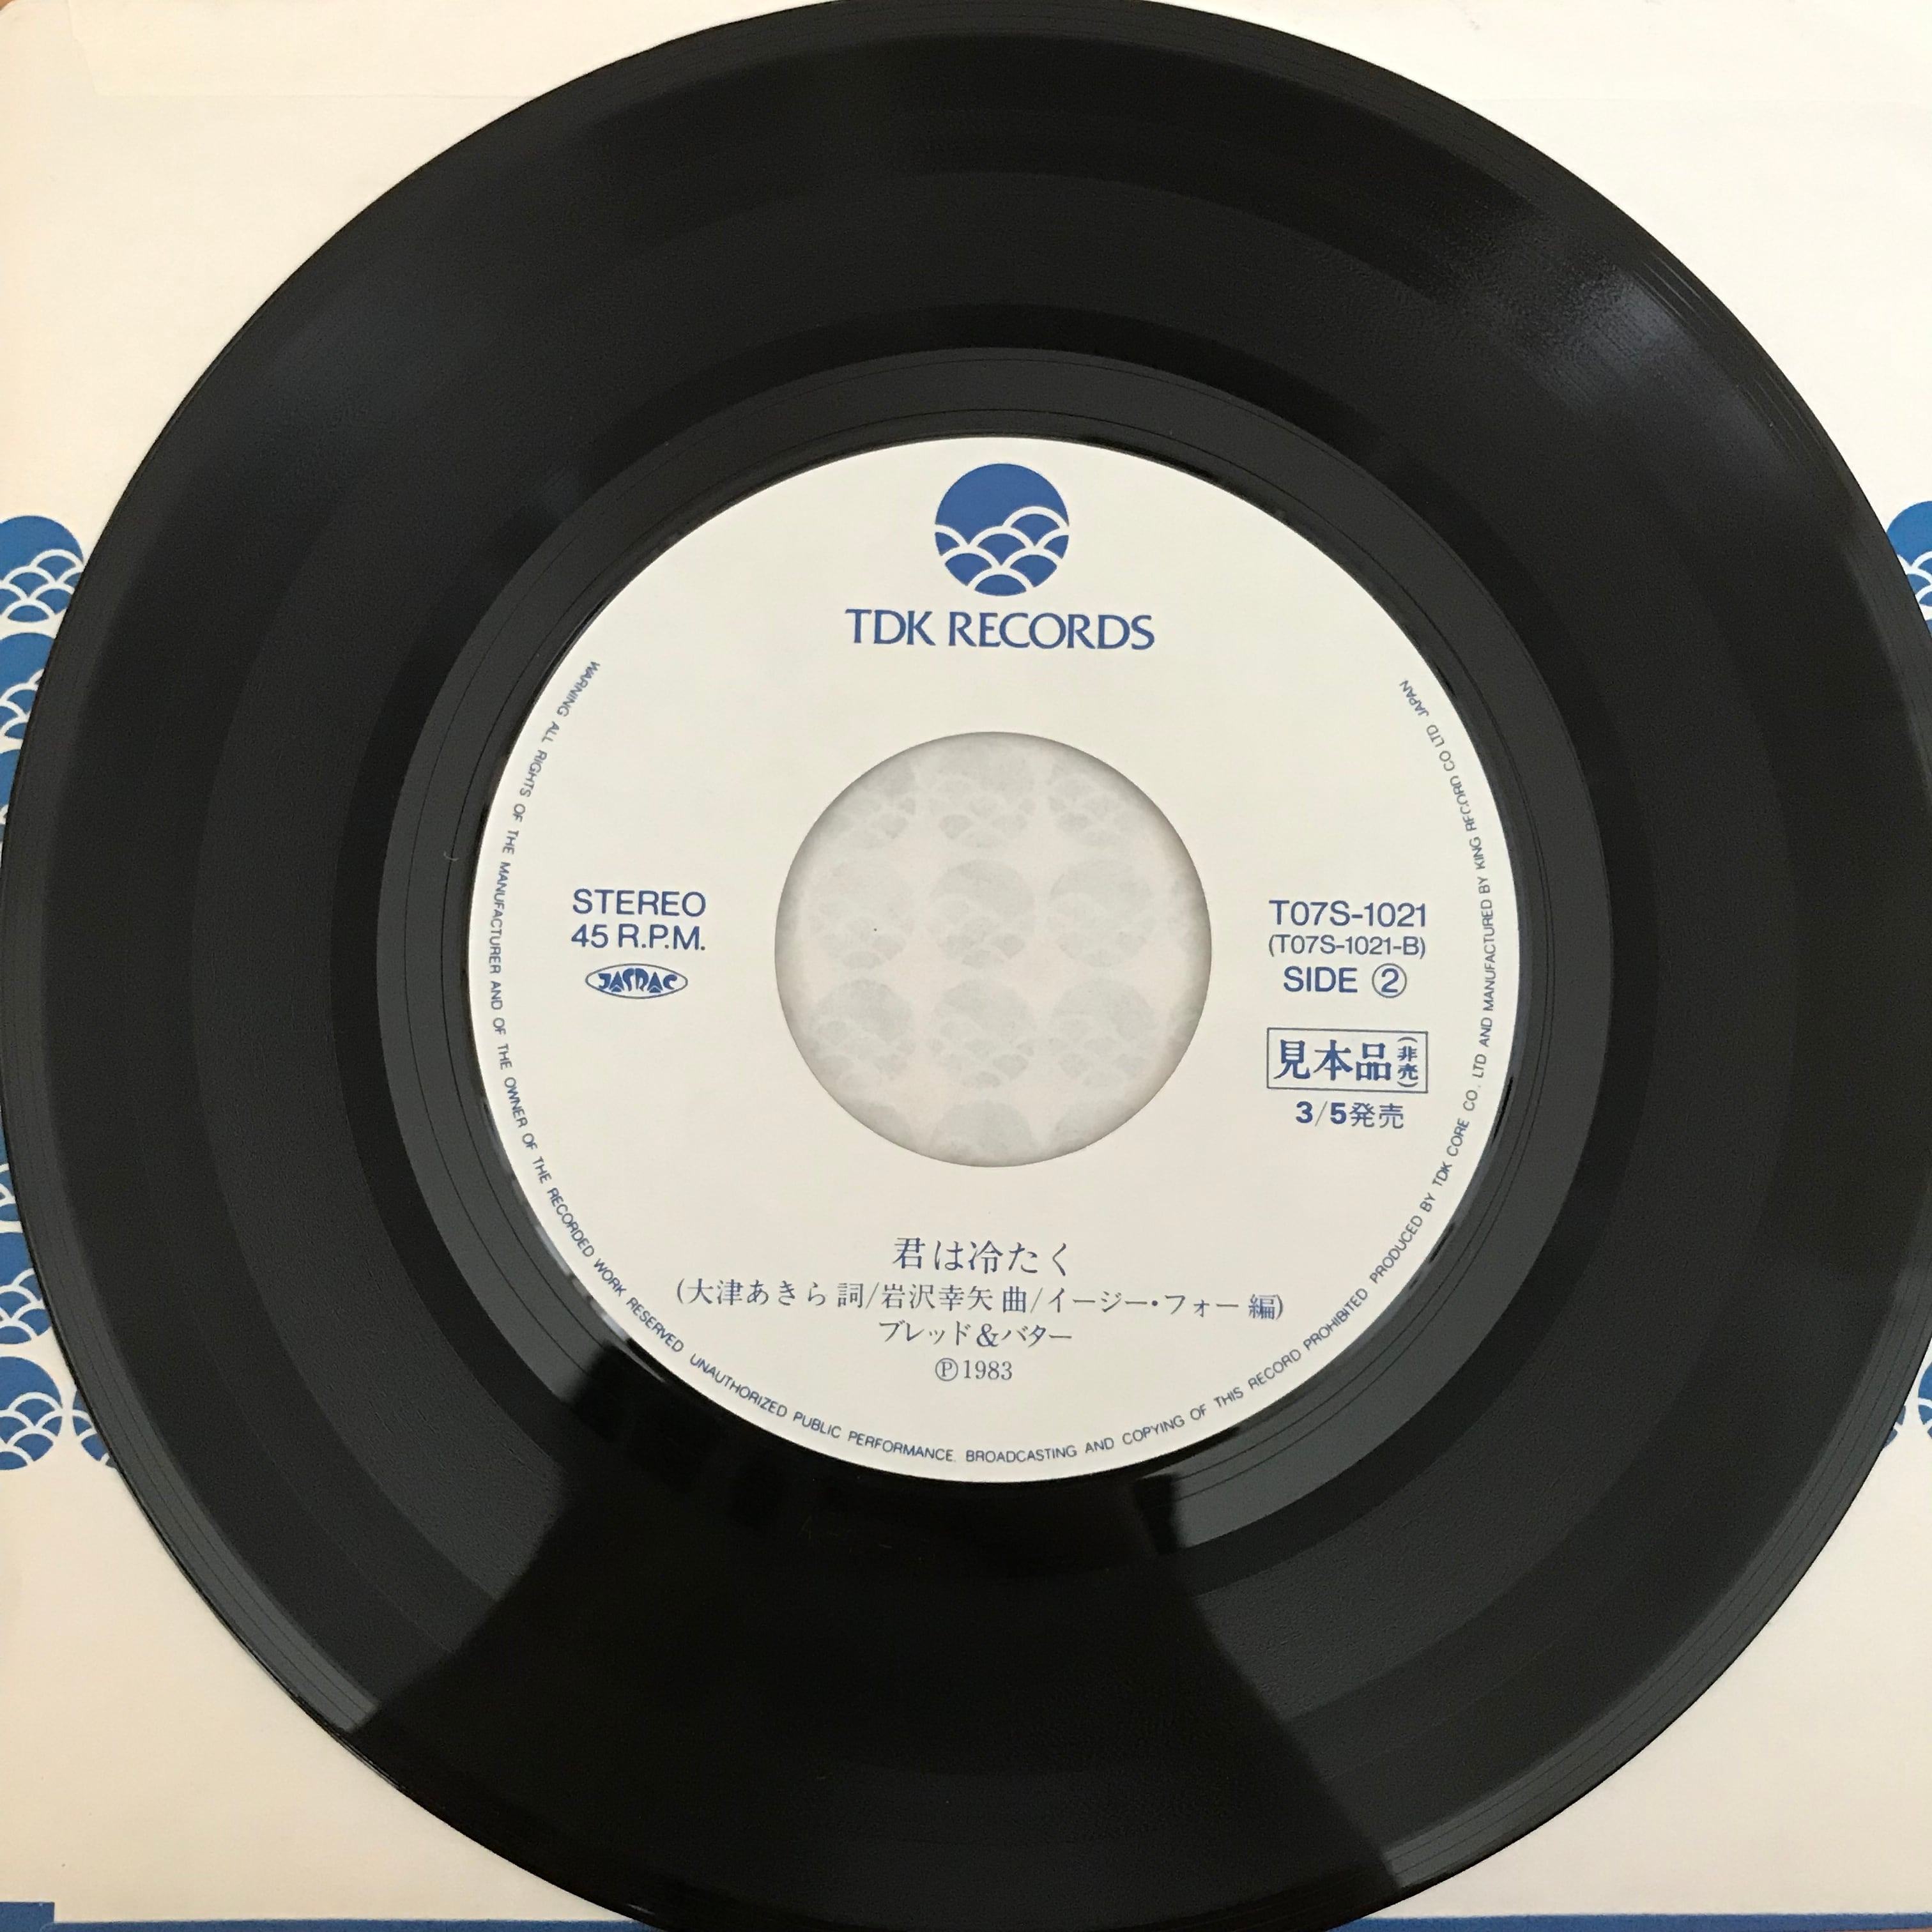 TDK RECORDS
STEREO
45 R.P.M.
JASRAC
T07S-1021
(T07S-1021-B)
SIDE ②
見本品(非売)
3/5発売
君は冷たく
(大津あきら 詞/岩沢幸矢 曲/イージー・フォー 編)
ブレッド&バター
Ⓟ1983
WARNING ALL RIGHTS OF THE MANUFACTURER AND OF THE OWNER OF THE RECORDED WORK RESERVED UNAUTHORIZED PUBLIC PERFORMANCE. BROADCASTING AND COPYING OF THIS RECORD PROHIBITED PRODUCED BY TDK CORE CO. LTD AND MANUFACTURED BY KING RECORD CO LTD JAPAN